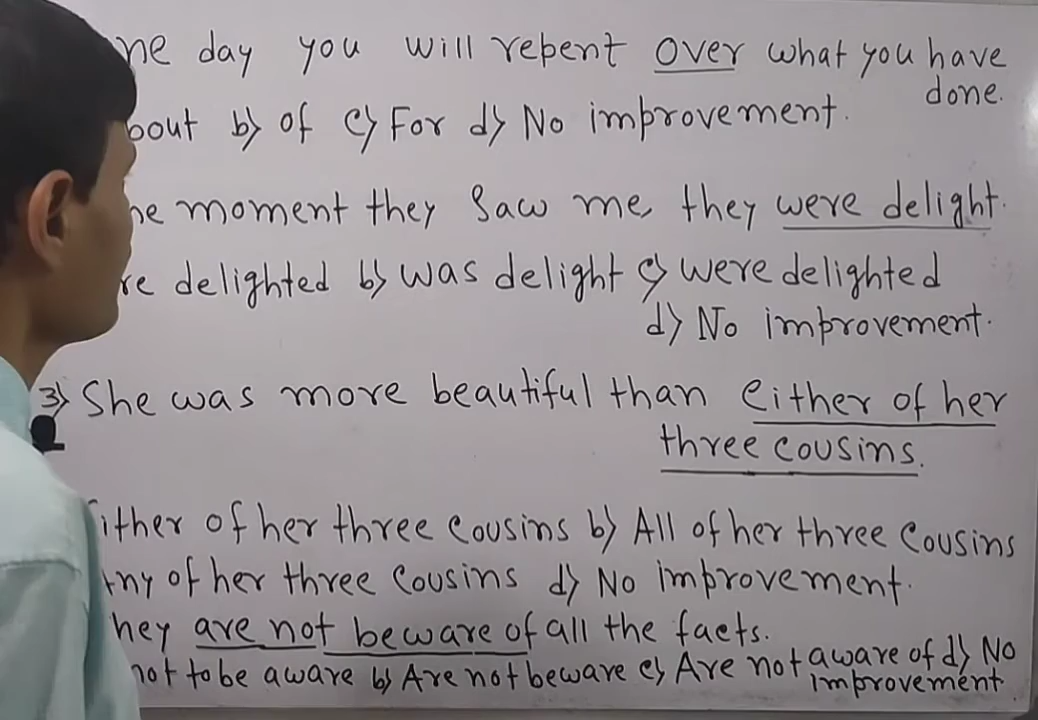 ne day you will repent over what you have
done.
bout b) of c) For d) No improvement.
he moment they Saw me, they were delight.
re delighted b) was delight c) were delighted
d) No improvement.
3) She was more beautiful than Either of her
three cousins.
ither of her three Cousins b) All of her three Cousins
ny of her three Cousins d) No improvement.
hey are not beware of all the facts.
not to be aware b) Are not beware c) Are not aware of d) No
improvement.